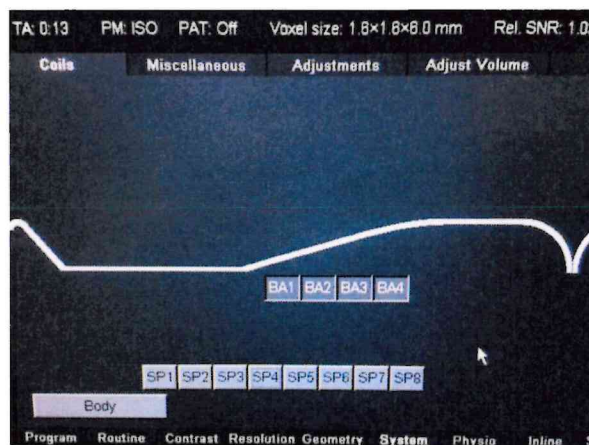 TA: 0:13 PM: ISO PAT: Off Voxel size: 1.6×1.6×6.0 mm Rel. SNR: 1.0
Coils Miscellaneous Adjustments Adjust Volume
BA1 BA2 BA3 BA4
SP1 SP2 SP3 SP4 SP5 SP6 SP7 SP8
Body
Program Routine Contrast Resolution Geometry System Physio Inline